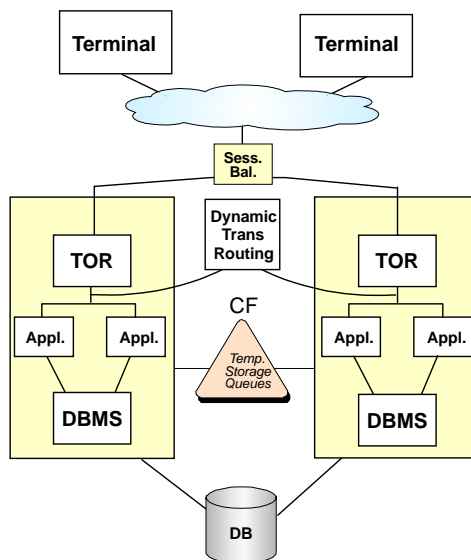 Terminal
Terminal
Sess.
Bal.
Dynamic
Trans
Routing
TOR
TOR
CF
Appl.
Appl.
Appl.
Appl.
Temp.
Storage
Queues
DBMS
DBMS
DB